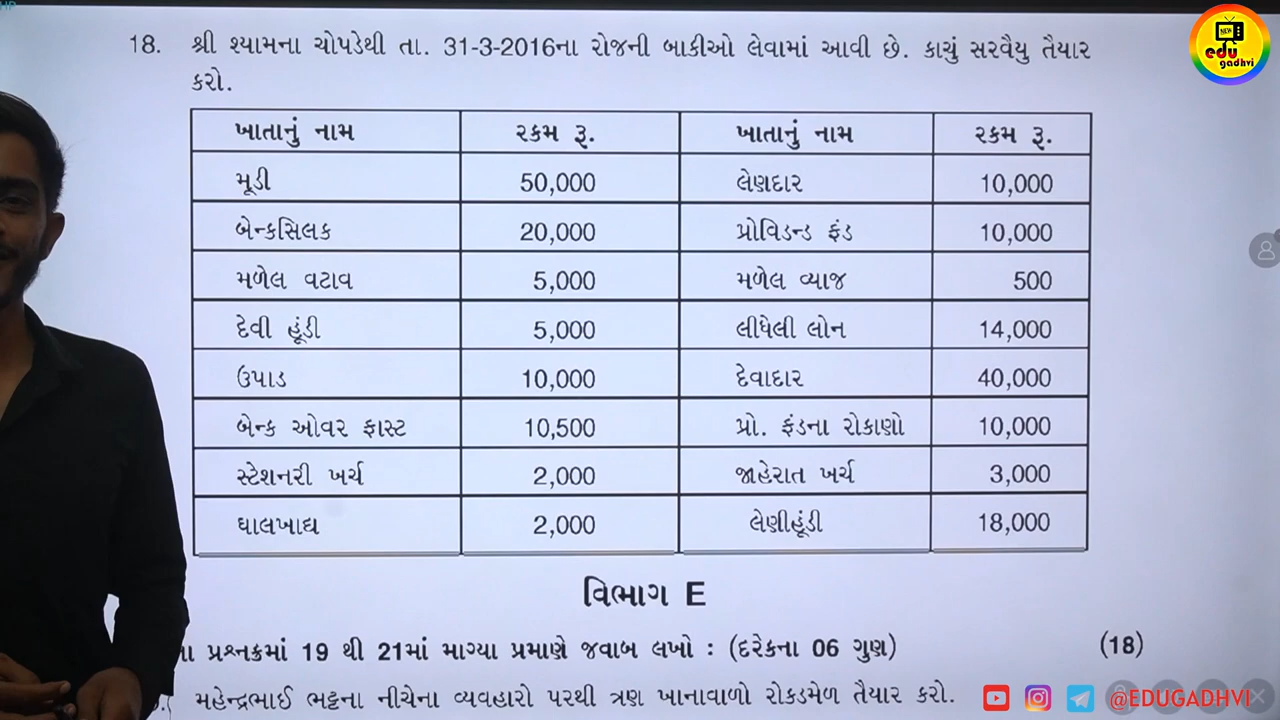 HP
NEW
edu
gadhvi
18. શ્રી શ્યામના ચોપડેથી તા. 31-3-2016ના રોજની બાકીઓ લેવામાં આવી છે. કાચું સરવૈયુ તૈયાર
કરો.
ખાતાનું નામ રકમ રૂ. ખાતાનું નામ રકમ રૂ.
મૂડી 50,000 લેણદાર 10,000
બેન્કસિલક 20,000 પ્રોવિડન્ડ ફંડ 10,000
મળેલ વટાવ 5,000 મળેલ વ્યાજ 500
દેવી હૂંડી 5,000 લીધેલી લોન 14,000
ઉપાડ 10,000 દેવાદાર 40,000
બેન્ક ઓવર ફાસ્ટ 10,500 પ્રો. ફંડના રોકાણો 10,000
સ્ટેશનરી ખર્ચ 2,000 જાહેરાત ખર્ચ 3,000
ઘાલખાદ્ય 2,000 લેણીહૂંડી 18,000
વિભાગ E
પ્રશ્નક્રમાં 19 થી 21માં માગ્યા પ્રમાણે જવાબ લખો : (દરેકના 06 ગુણ) (18)
મહેન્દ્રભાઈ ભટ્ટના નીચેના વ્યવહારો પરથી ત્રણ ખાનાવાળો રોકડમેળ તૈયાર કરો.
@EDUGADHVI